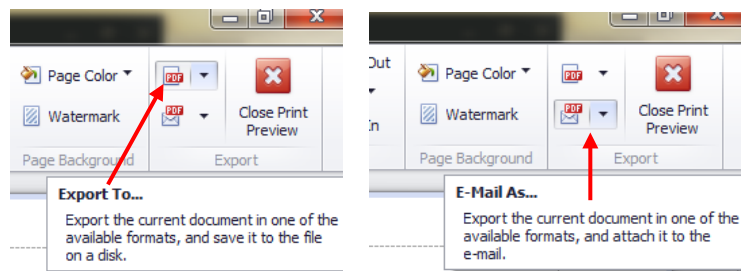 Page Color
PDF
Watermark
PDF
Close Print
Preview
Page Background
Export
Export To...
Export the current document in one of the
available formats, and save it to the file
on a disk.
Out
Page Color
PDF
In
Watermark
PDF
Close Print
Preview
Page Background
Export
E-Mail As...
Export the current document in one of the
available formats, and attach it to the
e-mail.